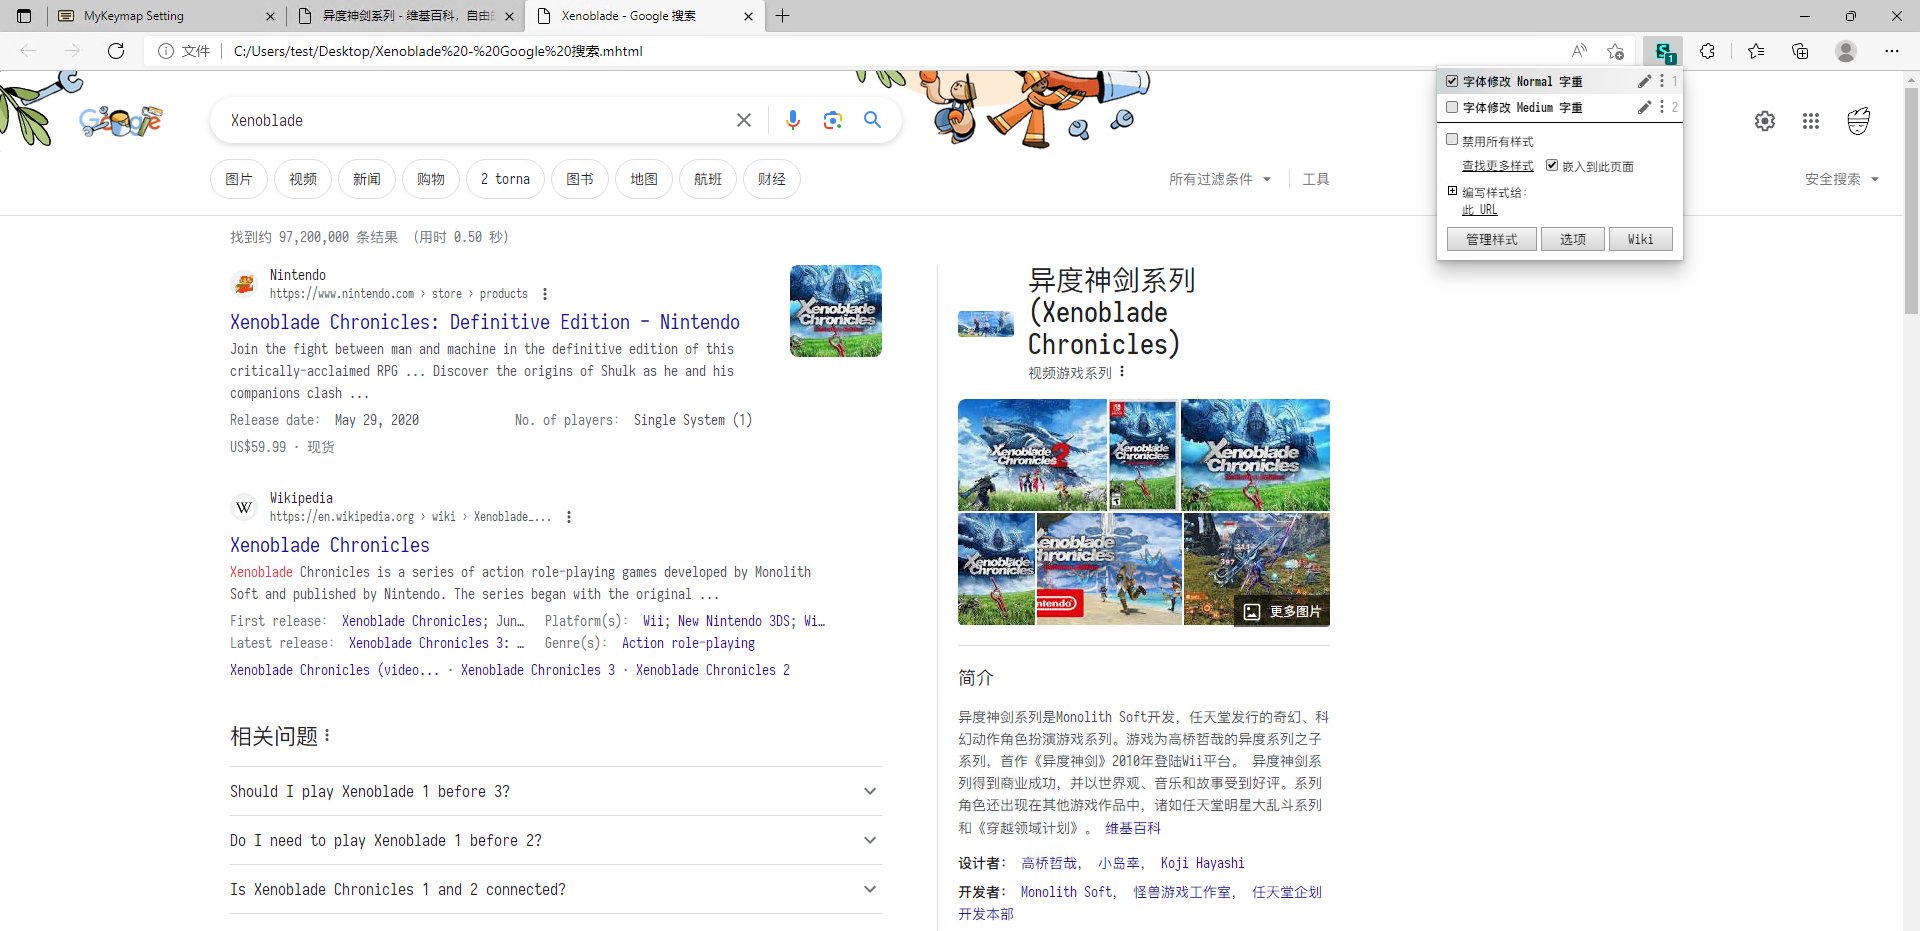 MyKeymap Setting
异度神剑系列 - 维基百科，自由的
Xenoblade - Google 搜索
文件
C:/Users/test/Desktop/Xenoblade%20-%20Google%20搜索.mhtml
1
字体修改 Normal 字重
1
字体修改 Medium 字重
2
禁用所有样式
查找更多样式
嵌入到此页面
编写样式给：
此 URL
管理样式
选项
Wiki
Google
Xenoblade
图片
视频
新闻
购物
2 torna
图书
地图
航班
财经
所有过滤条件
工具
安全搜索
找到约 97,200,000 条结果 （用时 0.50 秒）
Nintendo
https://www.nintendo.com › store › products
Xenoblade Chronicles: Definitive Edition - Nintendo
Join the fight between man and machine in the definitive edition of this
critically-acclaimed RPG ... Discover the origins of Shulk as he and his
companions clash ...
Release date: May 29, 2020
No. of players: Single System (1)
US$59.99 · 现货
Xenoblade Chronicles
Definitive Edition
W
Wikipedia
https://en.wikipedia.org › wiki › Xenoblade_...
Xenoblade Chronicles
Xenoblade Chronicles is a series of action role-playing games developed by Monolith
Soft and published by Nintendo. The series began with the original ...
First release: Xenoblade Chronicles; Jun…
Platform(s): Wii; New Nintendo 3DS; Wi…
Latest release: Xenoblade Chronicles 3: …
Genre(s): Action role-playing
Xenoblade Chronicles (video... · Xenoblade Chronicles 3 · Xenoblade Chronicles 2
相关问题
Should I play Xenoblade 1 before 3?
Do I need to play Xenoblade 1 before 2?
Is Xenoblade Chronicles 1 and 2 connected?
异度神剑系列
(Xenoblade
Chronicles)
视频游戏系列
Xenoblade Chronicles 2
Xenoblade Chronicles
T
Xenoblade Chronicles
Definitive Edition
Xenoblade Chronicles
Xenoblade Chronicles
Definitive Edition
Nintendo
397
更多图片
简介
异度神剑系列是Monolith Soft开发，任天堂发行的奇幻、科
幻动作角色扮演游戏系列。游戏为高桥哲哉的异度系列之子
系列，首作《异度神剑》2010年登陆Wii平台。 异度神剑系
列得到商业成功，并以世界观、音乐和故事受到好评。系列
角色还出现在其他游戏作品中，诸如任天堂明星大乱斗系列
和《穿越领域计划》。 维基百科
设计者： 高桥哲哉， 小岛幸， Koji Hayashi
开发者： Monolith Soft， 怪兽游戏工作室， 任天堂企划
开发本部